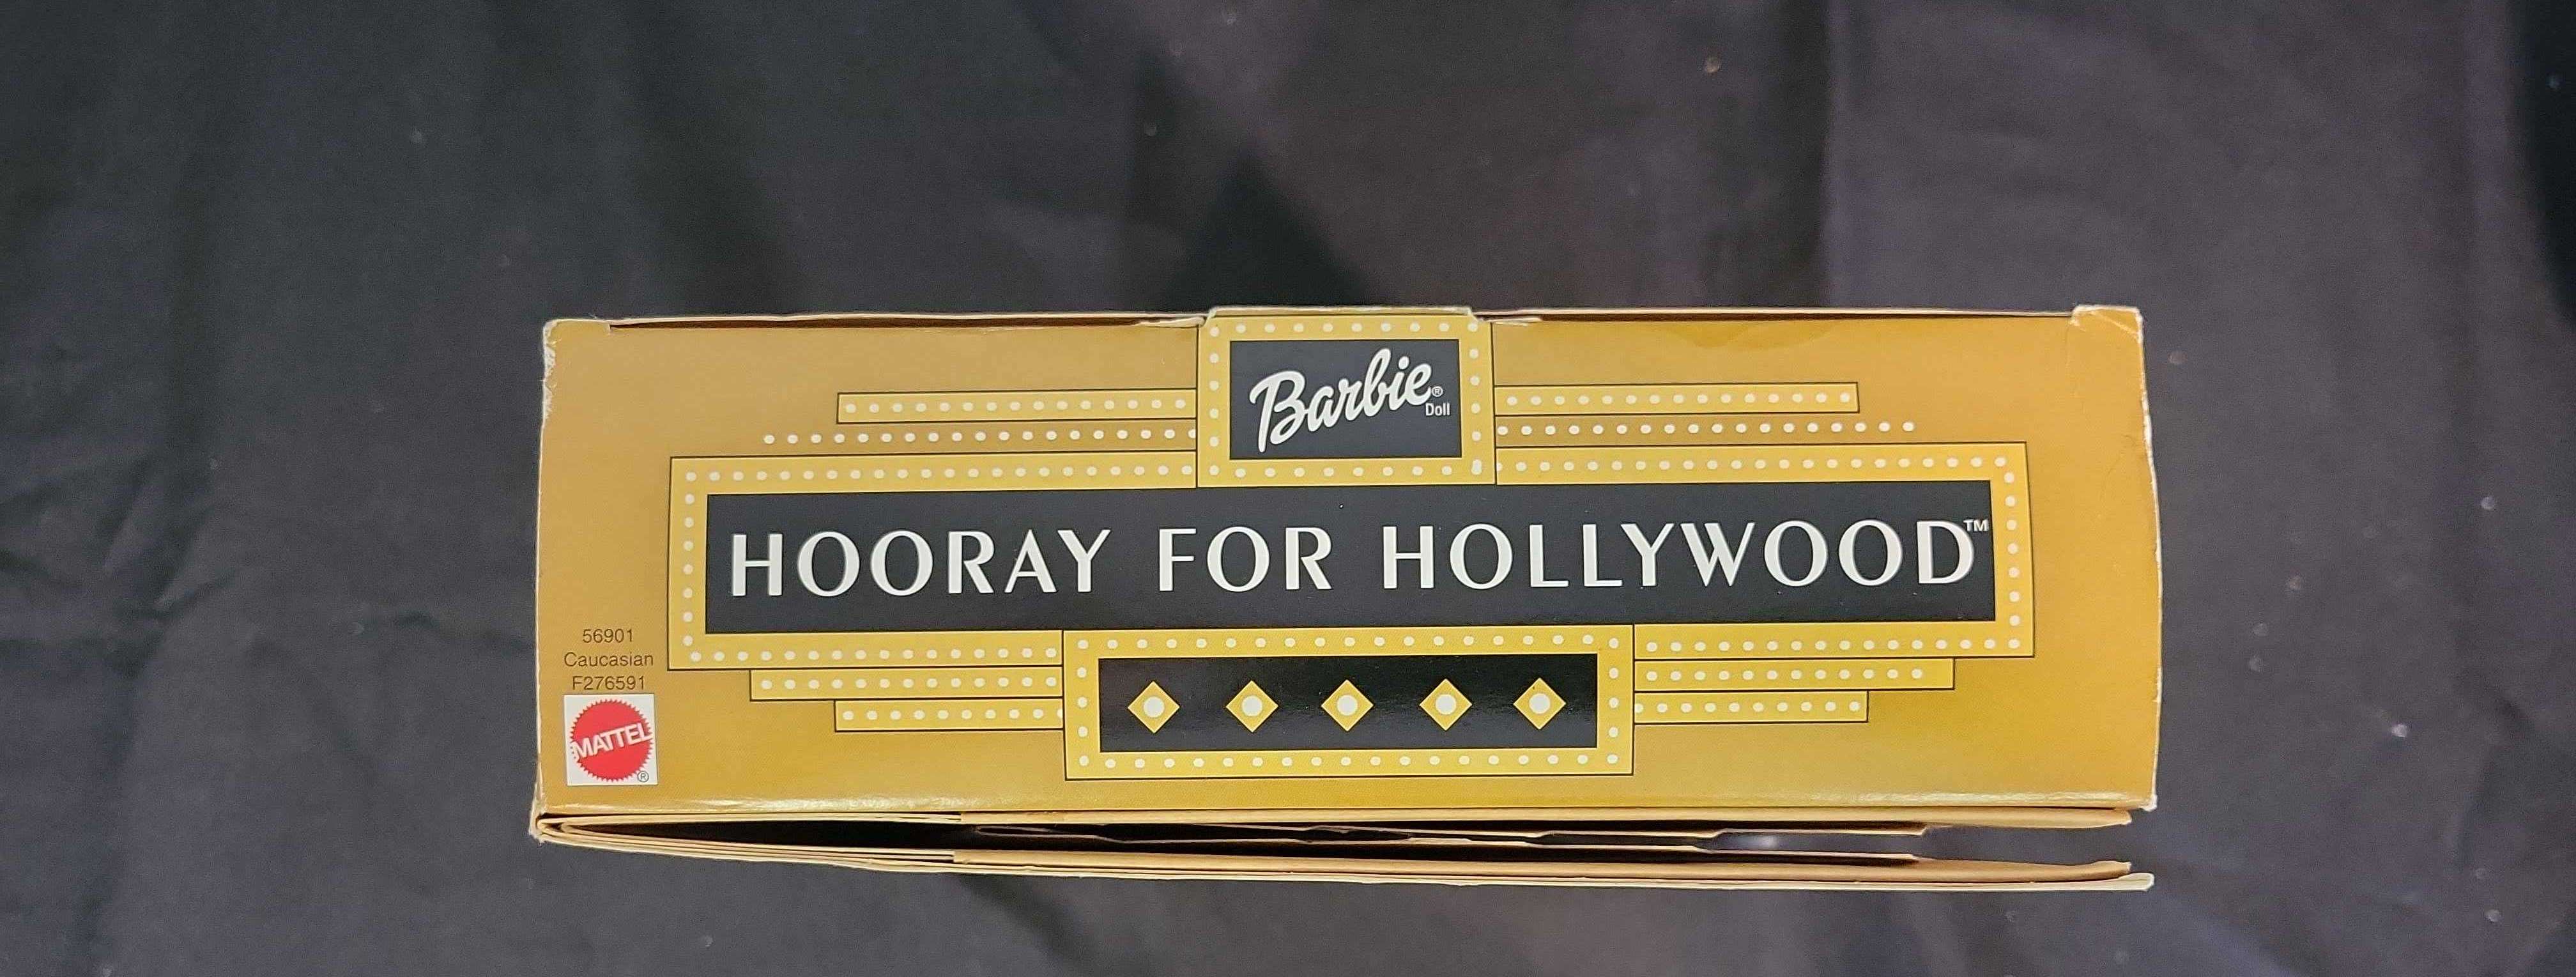 Barbie®
Doll
HOORAY FOR HOLLYWOOD™
56901
Caucasian
F276591
MATTEL
®